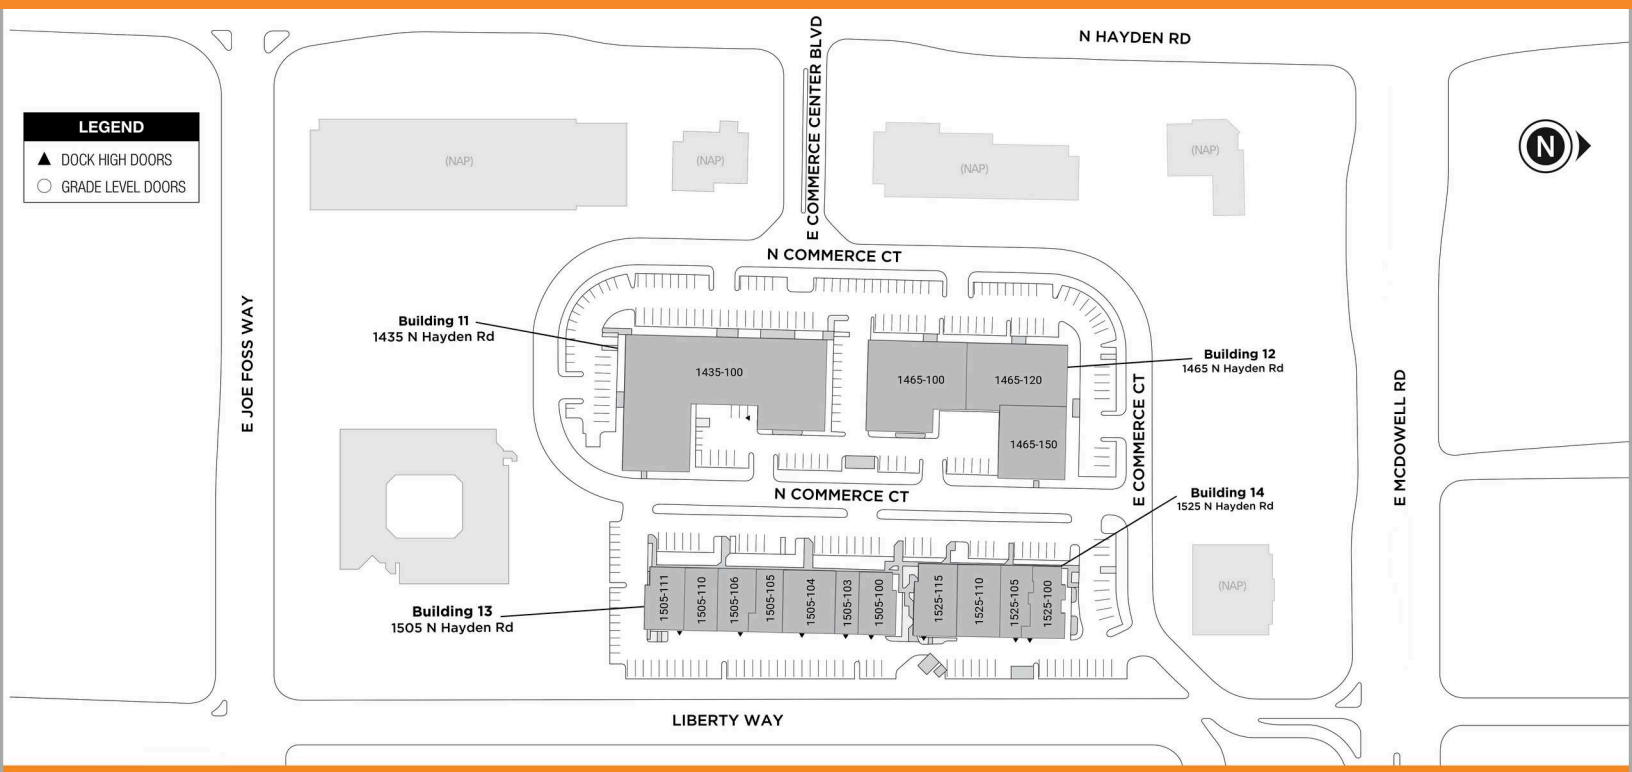 N HAYDEN RD
E COMMERCE CENTER BLVD
LEGEND
DOCK HIGH DOORS
GRADE LEVEL DOORS
N
(NAP)
(NAP)
(NAP)
(NAP)
N COMMERCE CT
E JOE FOSS WAY
Building 11
1435 N Hayden Rd
1435-100
1465-100
1465-120
1465-150
Building 12
1465 N Hayden Rd
E COMMERCE CT
E MCDOWELL RD
N COMMERCE CT
Building 14
1525 N Hayden Rd
Building 13
1505 N Hayden Rd
1505-111
1505-110
1505-106
1505-105
1505-104
1505-103
1505-100
1525-115
1525-110
1525-105
1525-100
(NAP)
LIBERTY WAY